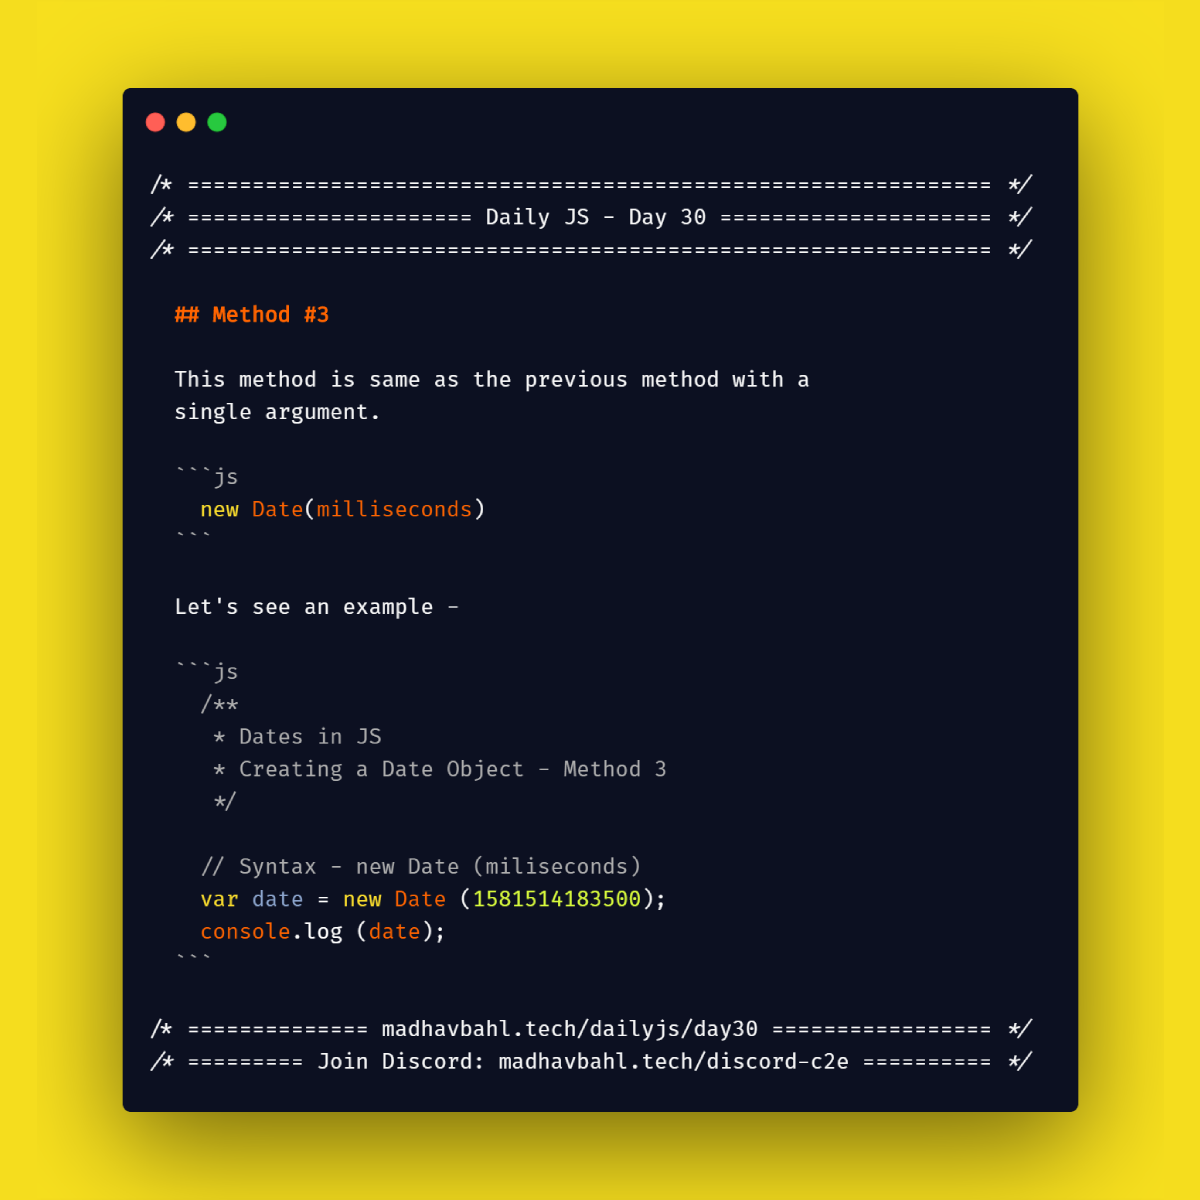 /* ============================================================== */
/* ====================== Daily JS - Day 30 ===================== */
/* ============================================================== */
## Method #3
This method is same as the previous method with a
single argument.
```js
new Date(milliseconds)
```
Let's see an example -
```js
/**
* Dates in JS
* Creating a Date Object - Method 3
*/
// Syntax - new Date (miliseconds)
var date = new Date (1581514183500);
console.log (date);
```
/* ============== madhavbahl.tech/dailyjs/day30 ================= */
/* ========= Join Discord: madhavbahl.tech/discord-c2e ========== */